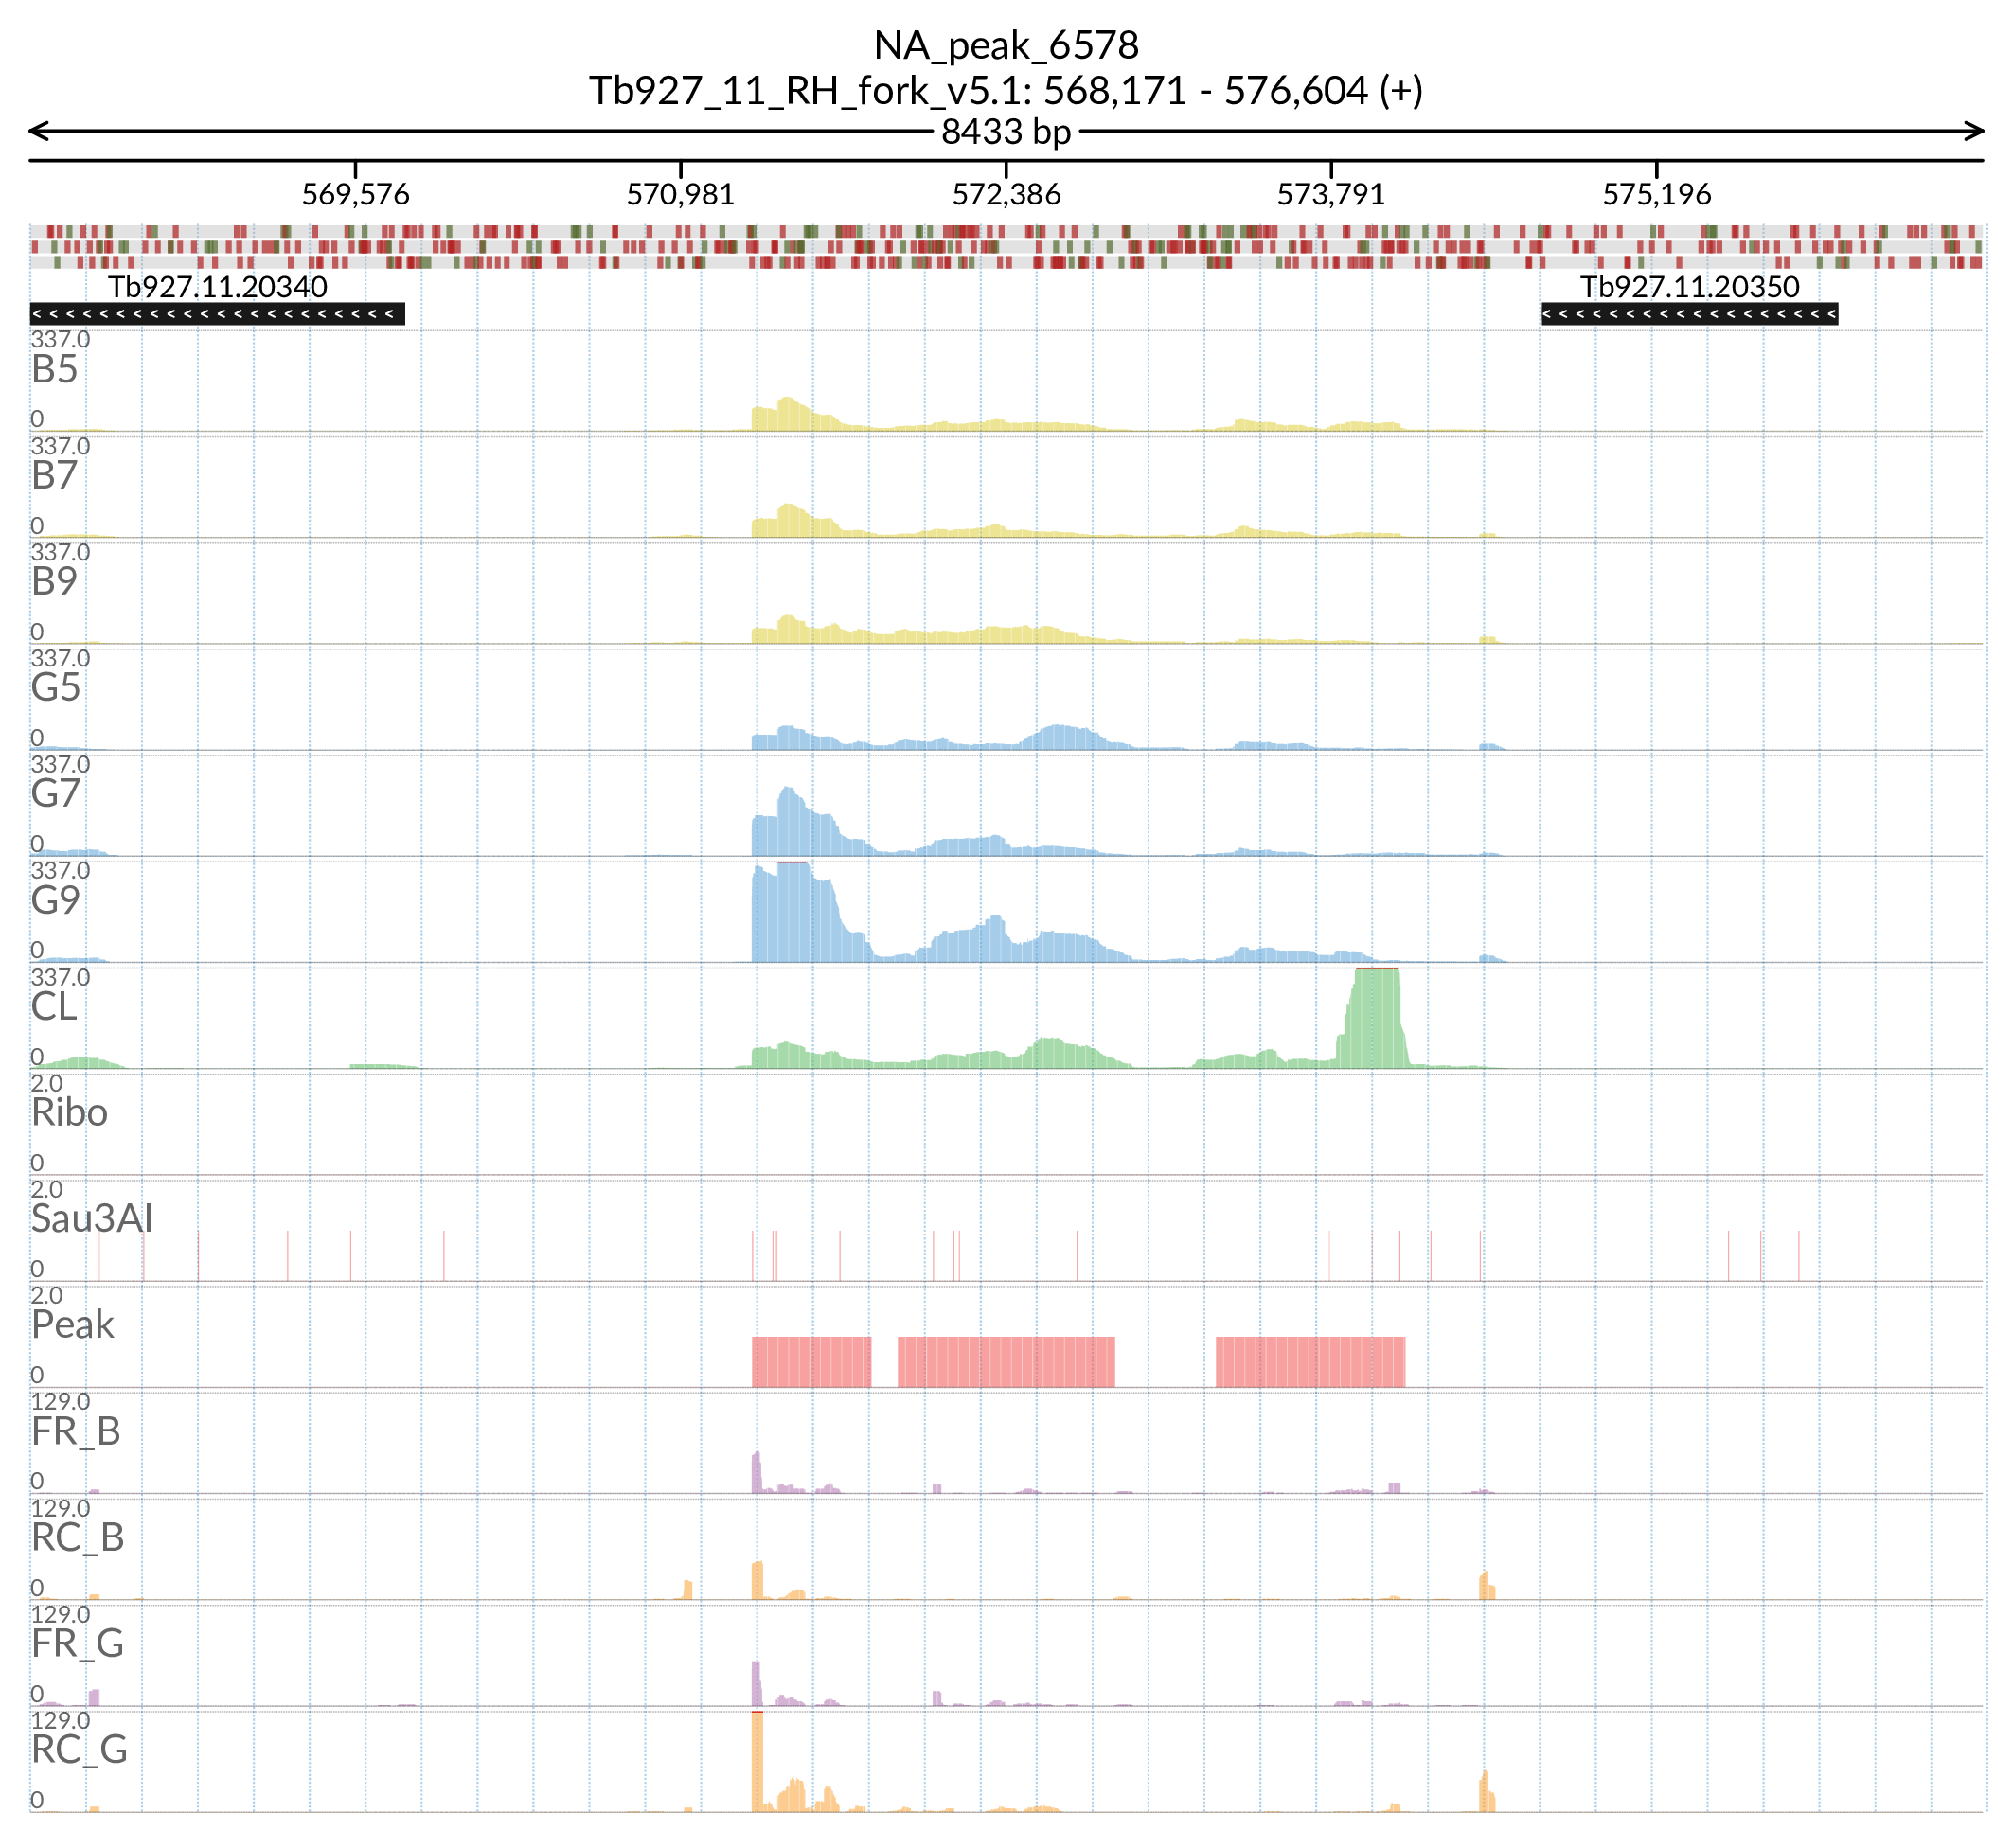 NA_peak_6578
Tb927_11_RH_fork_v5.1: 568,171 - 576,604 (+)
8433 bp
569,576 570,981 572,386 573,791 575,196
Tb927.11.20340 Tb927.11.20350
337.0
B5
0
337.0
B7
0
337.0
B9
0
337.0
G5
0
337.0
G7
0
337.0
G9
0
337.0
CL
0
2.0
Ribo
0
2.0
Sau3AI
0
2.0
Peak
0
129.0
FR_B
0
129.0
RC_B
0
129.0
FR_G
0
129.0
RC_G
0